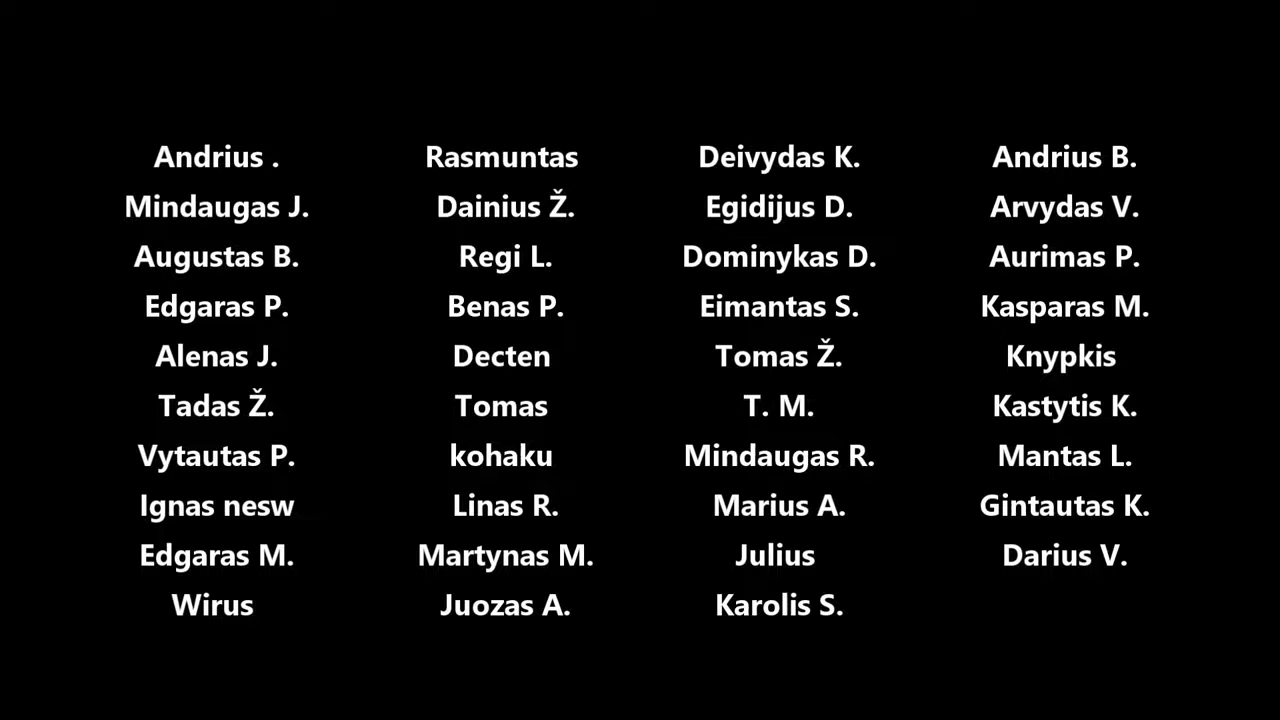 Andrius .
Mindaugas J.
Augustas B.
Edgaras P.
Alenas J.
Tadas Ž.
Vytautas P.
Ignas nesw
Edgaras M.
Wirus
Rasmuntas
Dainius Ž.
Regi L.
Benas P.
Decten
Tomas
kohaku
Linas R.
Martynas M.
Juozas A.
Deivydas K.
Egidijus D.
Dominykas D.
Eimantas S.
Tomas Ž.
T. M.
Mindaugas R.
Marius A.
Julius
Karolis S.
Andrius B.
Arvydas V.
Aurimas P.
Kasparas M.
Knypkis
Kastytis K.
Mantas L.
Gintautas K.
Darius V.